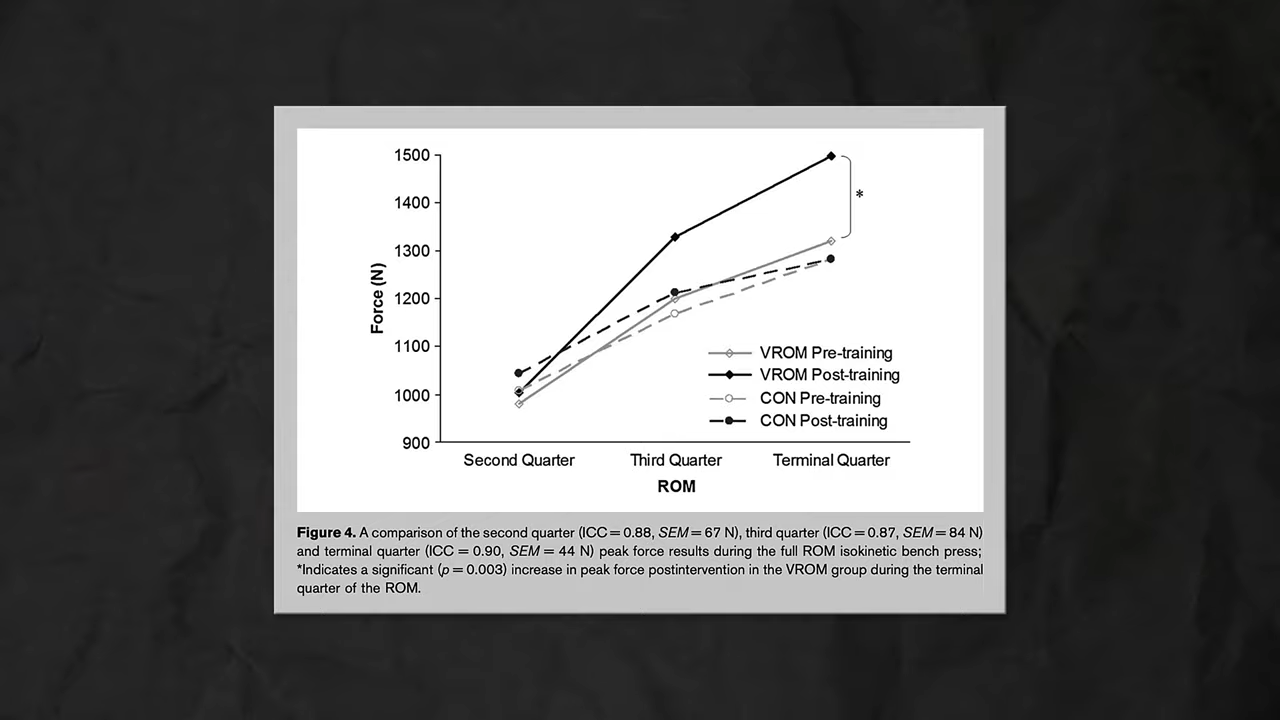 1500
1400
1300
1200
1100
1000
900
Force (N)
*
VROM Pre-training
VROM Post-training
CON Pre-training
CON Post-training
Second Quarter Third Quarter Terminal Quarter
ROM
Figure 4. A comparison of the second quarter (ICC = 0.88, SEM = 67 N), third quarter (ICC = 0.87, SEM = 84 N)
and terminal quarter (ICC = 0.90, SEM = 44 N) peak force results during the full ROM isokinetic bench press;
*Indicates a significant (p = 0.003) increase in peak force postintervention in the VROM group during the terminal
quarter of the ROM.